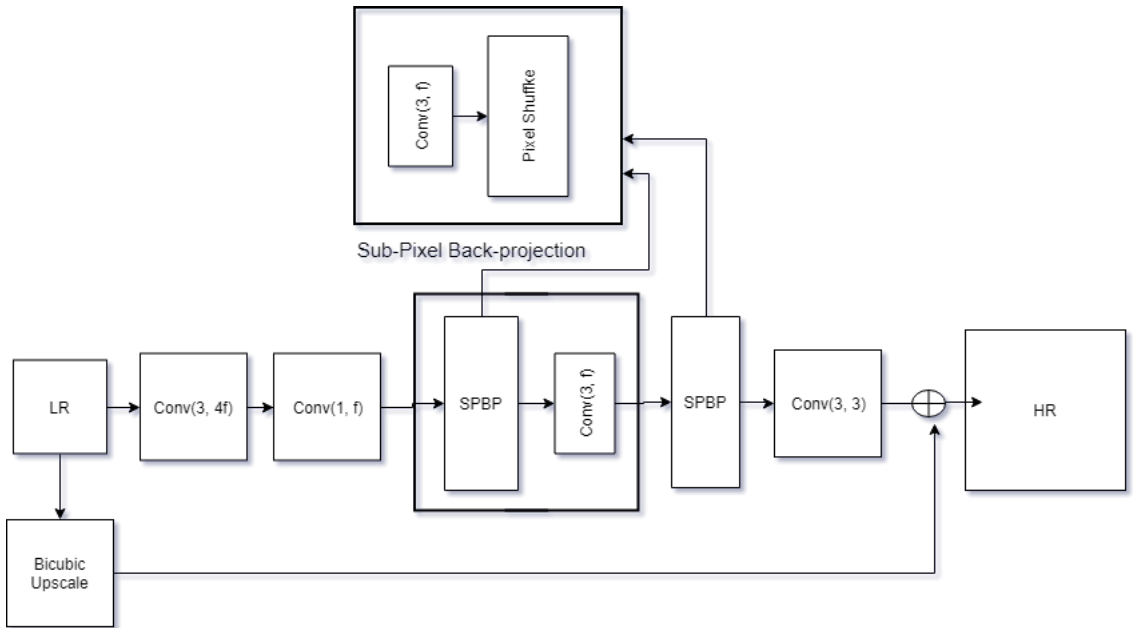 Conv(3, f)
Pixel Shuffke
Sub-Pixel Back-projection
LR
Conv(3, 4f)
Conv(1, f)
SPBP
Conv(3, f)
SPBP
Conv(3, 3)
HR
Bicubic
Upscale